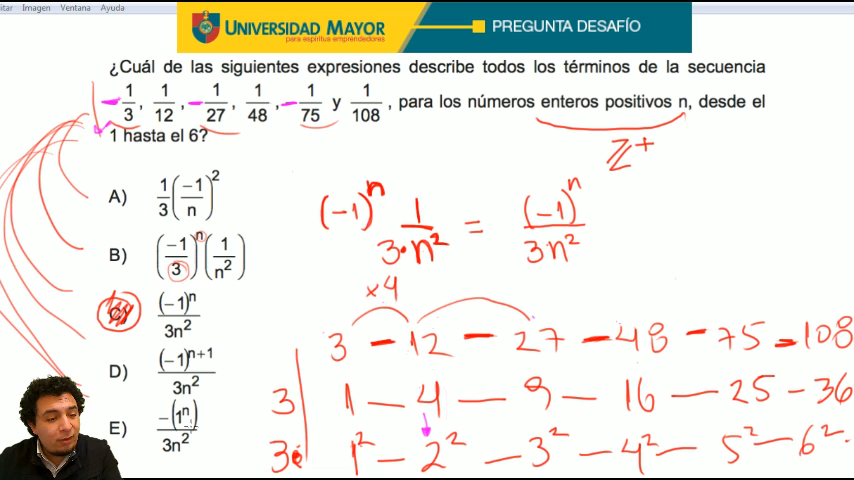 itar Imagen Ventana Ayuda
UNIVERSIDAD MAYOR
para espíritus emprendedores
PREGUNTA DESAFÍO
¿Cuál de las siguientes expresiones describe todos los términos de la secuencia
- 1/3, 1/12, - 1/27, 1/48, - 1/75 y 1/108, para los números enteros positivos n, desde el
1 hasta el 6?
ℤ+
A) 1/3 (-1/n)^2
(-1)^n 1/(3·n^2) = (-1)^n/(3·n^2)
B) (-1/3)^n (1/n^2)
x4
C) (-1)^n/3n^2
3 - 12 - 27 - 48 - 75 - 108
D) (-1)^n+1/3n^2
3 | 1 - 4 - 9 - 16 - 25 - 36
E) -(1^n)/3n^2
3· | 1^2 - 2^2 - 3^2 - 4^2 - 5^2 - 6^2